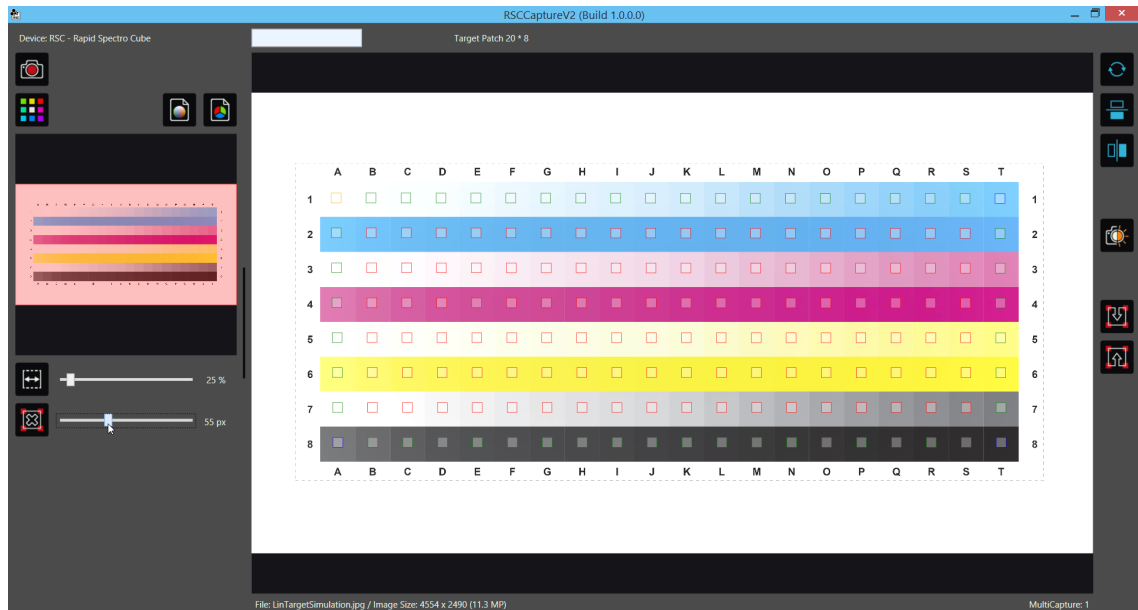 RSCCaptureV2 (Build 1.0.0.0)
Device: RSC - Rapid Spectro Cube
Target Patch 20 * 8
A B C D E F G H I J K L M N O P Q R S T
1 1
2 2
3 3
4 4
5 5
6 6
7 7
8 8
A B C D E F G H I J K L M N O P Q R S T
25 %
55 px
File: LinTargetSimulation.jpg / Image Size: 4554 x 2490 (11.3 MP)
MultiCapture: 1